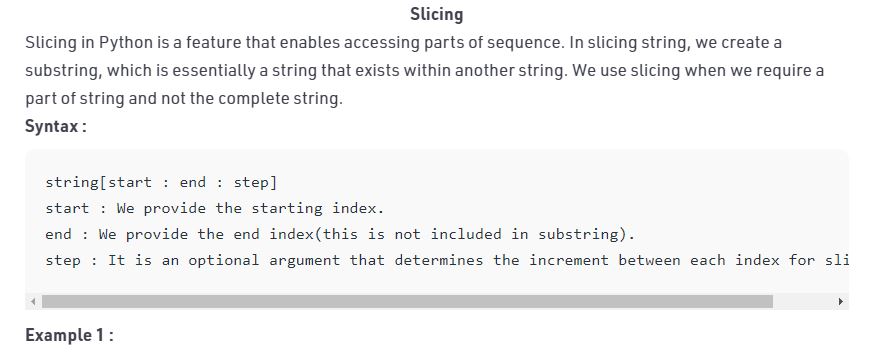 Slicing
Slicing in Python is a feature that enables accessing parts of sequence. In slicing string, we create a
substring, which is essentially a string that exists within another string. We use slicing when we require a
part of string and not the complete string.
Syntax :
string[start : end : step]
start : We provide the starting index.
end : We provide the end index(this is not included in substring).
step : It is an optional argument that determines the increment between each index for sli
Example 1 :